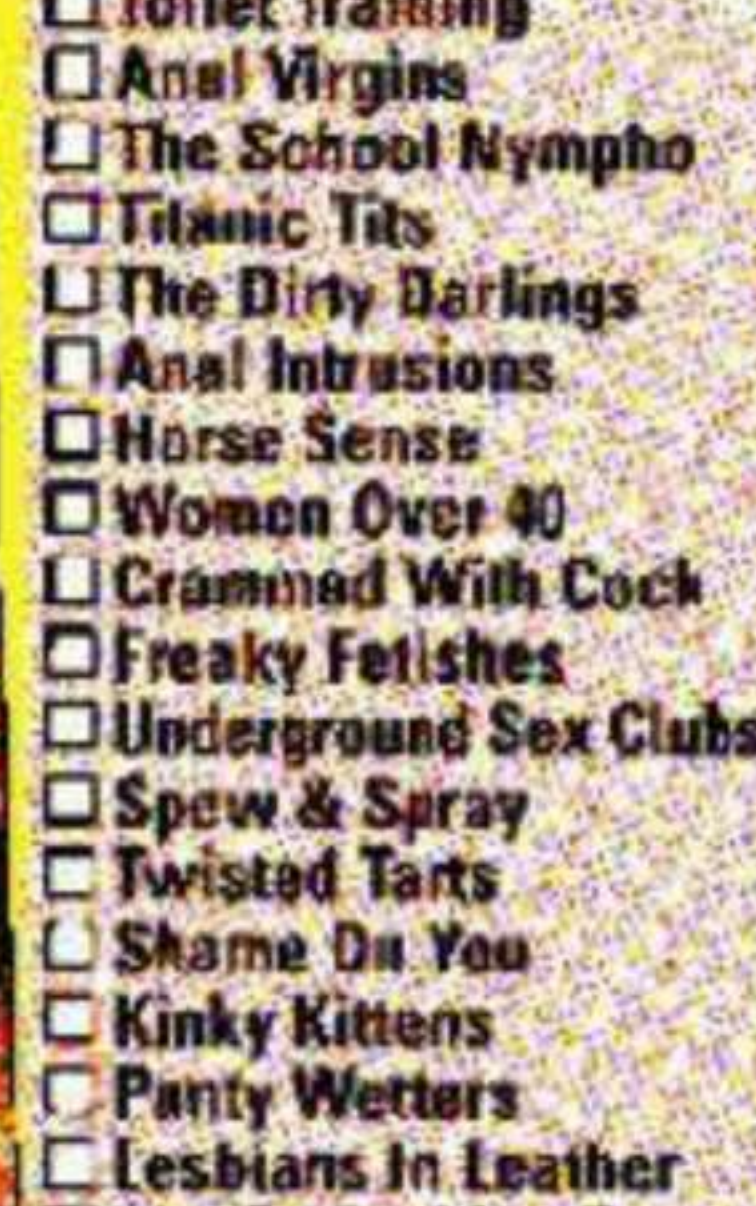 Toilet Training
Anal Virgins
The School Nympho
Titanic Tits
The Dirty Darlings
Anal Intrusions
Horse Sense
Women Over 40
Crammed With Cock
Freaky Fetishes
Underground Sex Clubs
Spew & Spray
Twisted Tarts
Shame On You
Kinky Kittens
Panty Wetters
Lesbians In Leather